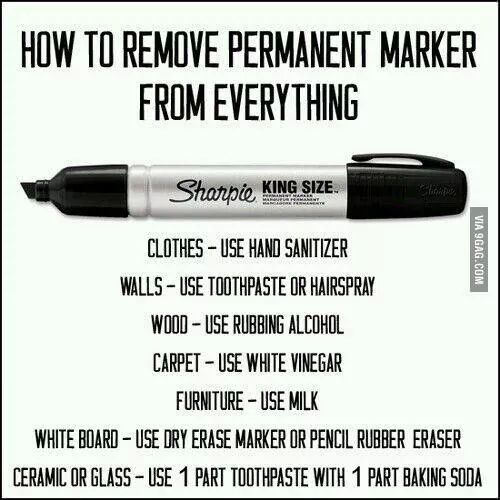 HOW TO REMOVE PERMANENT MARKER
FROM EVERYTHING
Sharpie KING SIZE™
PERMANENT MARKER
MARQUEUR PERMANENT
MARCADOR PERMANENTE
Sharpie
VIA 9GAG.COM
CLOTHES - USE HAND SANITIZER
WALLS - USE TOOTHPASTE OR HAIRSPRAY
WOOD - USE RUBBING ALCOHOL
CARPET - USE WHITE VINEGAR
FURNITURE - USE MILK
WHITE BOARD - USE DRY ERASE MARKER OR PENCIL RUBBER ERASER
CERAMIC OR GLASS - USE 1 PART TOOTHPASTE WITH 1 PART BAKING SODA